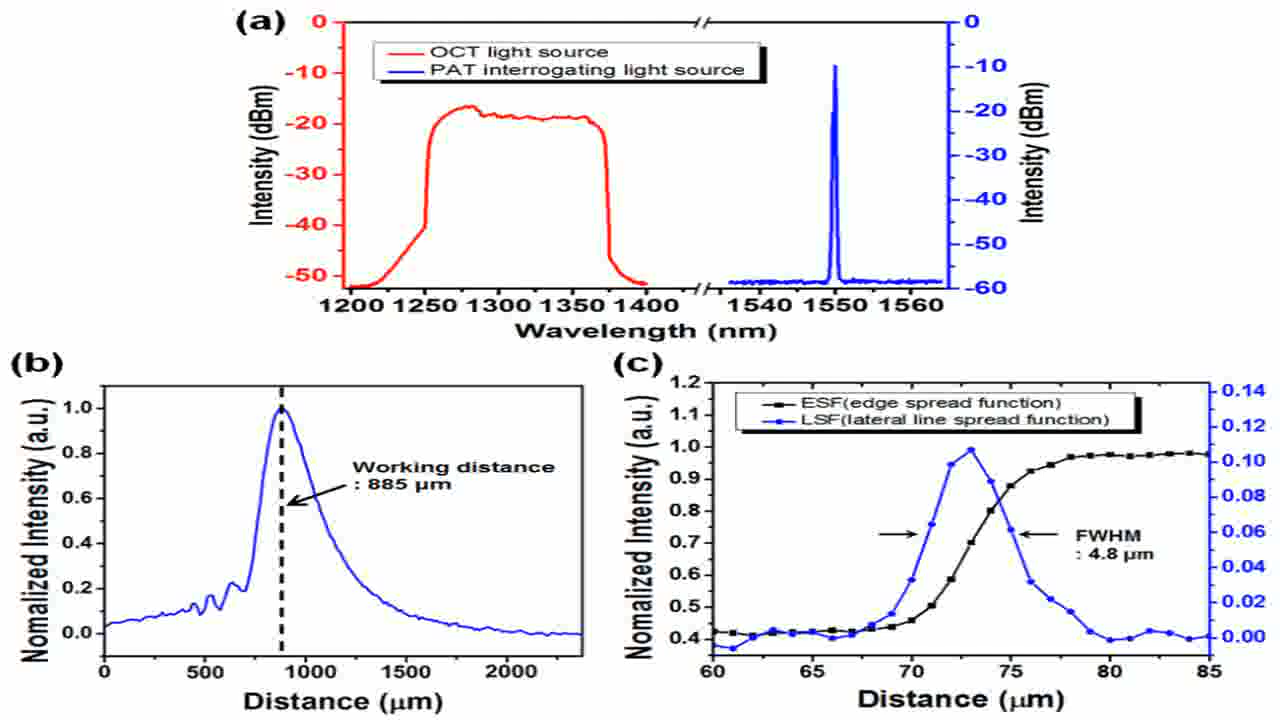 (a)
0
-10
-20
-30
-40
-50
Intensity (dBm)
OCT light source
PAT interrogating light source
0
-10
-20
-30
-40
-50
-60
Intensity (dBm)
1200 1250 1300 1350 1400 1540 1550 1560
Wavelength (nm)
(b)
Nomalized Intensity (a.u.)
1.0
0.8
0.6
0.4
0.2
0.0
Working distance
: 885 μm
0 500 1000 1500 2000
Distance (μm)
(c)
Nomalized Intensity (a.u.)
1.2
1.1
1.0
0.9
0.8
0.7
0.6
0.5
0.4
ESF(edge spread function)
LSF(lateral line spread function)
FWHM
: 4.8 μm
0.14
0.12
0.10
0.08
0.06
0.04
0.02
0.00
60 65 70 75 80 85
Distance (μm)